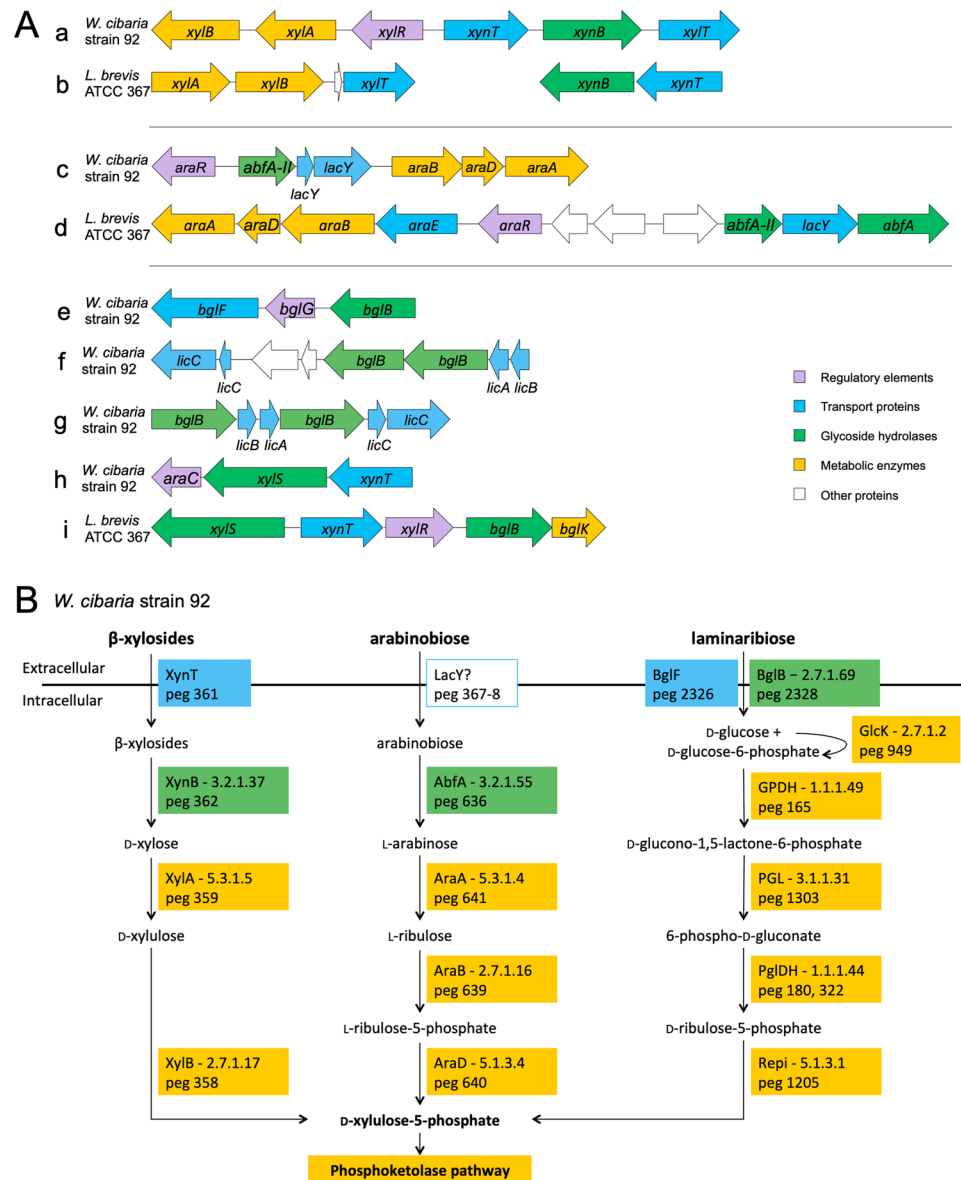 A
a
W. cibaria
strain 92
xylB
xylA
xylR
xynT
xynB
xylT
b
L. brevis
ATCC 367
xylA
xylB
xylT
xynB
xynT
c
W. cibaria
strain 92
araR
abfA-II
lacY
lacY
araB
araD
araA
d
L. brevis
ATCC 367
araA
araD
araB
araE
araR
abfA-II
lacY
abfA
e
W. cibaria
strain 92
bglF
bglG
bglB
f
W. cibaria
strain 92
licC
licC
bglB
bglB
licA
licB
g
W. cibaria
strain 92
bglB
licB
licA
bglB
licC
licC
h
W. cibaria
strain 92
araC
xylS
xynT
i
L. brevis
ATCC 367
xylS
xynT
xylR
bglB
bglK
Regulatory elements
Transport proteins
Glycoside hydrolases
Metabolic enzymes
Other proteins
B W. cibaria strain 92
β-xylosides
arabinobiose
laminaribiose
Extracellular
Intracellular
XynT
peg 361
LacY?
peg 367-8
BglF
peg 2326
BglB – 2.7.1.69
peg 2328
β-xylosides
arabinobiose
D-glucose +
D-glucose-6-phosphate
GlcK - 2.7.1.2
peg 949
XynB - 3.2.1.37
peg 362
AbfA - 3.2.1.55
peg 636
GPDH - 1.1.1.49
peg 165
D-xylose
L-arabinose
D-glucono-1,5-lactone-6-phosphate
XylA - 5.3.1.5
peg 359
AraA - 5.3.1.4
peg 641
PGL - 3.1.1.31
peg 1303
D-xylulose
L-ribulose
6-phospho-D-gluconate
AraB - 2.7.1.16
peg 639
PglDH - 1.1.1.44
peg 180, 322
L-ribulose-5-phosphate
D-ribulose-5-phosphate
XylB - 2.7.1.17
peg 358
AraD - 5.1.3.4
peg 640
Repi - 5.1.3.1
peg 1205
D-xylulose-5-phosphate
Phosphoketolase pathway